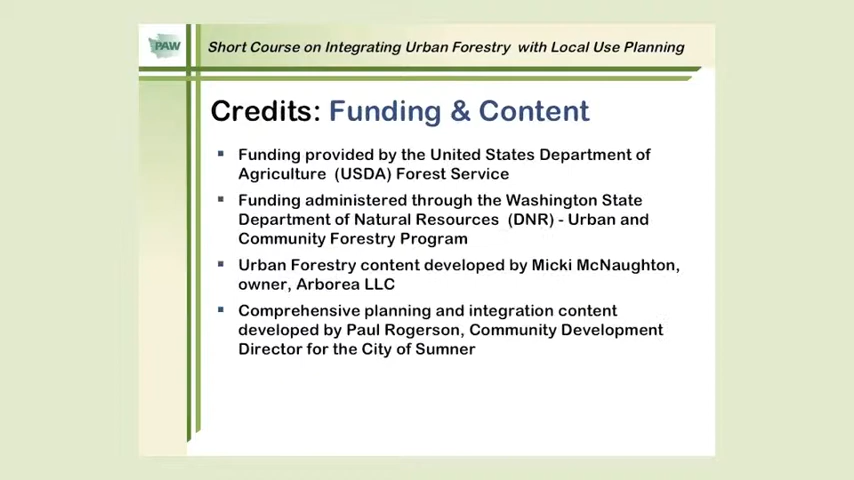 PAW
Short Course on Integrating Urban Forestry with Local Use Planning
Credits: Funding & Content
Funding provided by the United States Department of
Agriculture (USDA) Forest Service
Funding administered through the Washington State
Department of Natural Resources (DNR) - Urban and
Community Forestry Program
Urban Forestry content developed by Micki McNaughton,
owner, Arborea LLC
Comprehensive planning and integration content
developed by Paul Rogerson, Community Development
Director for the City of Sumner